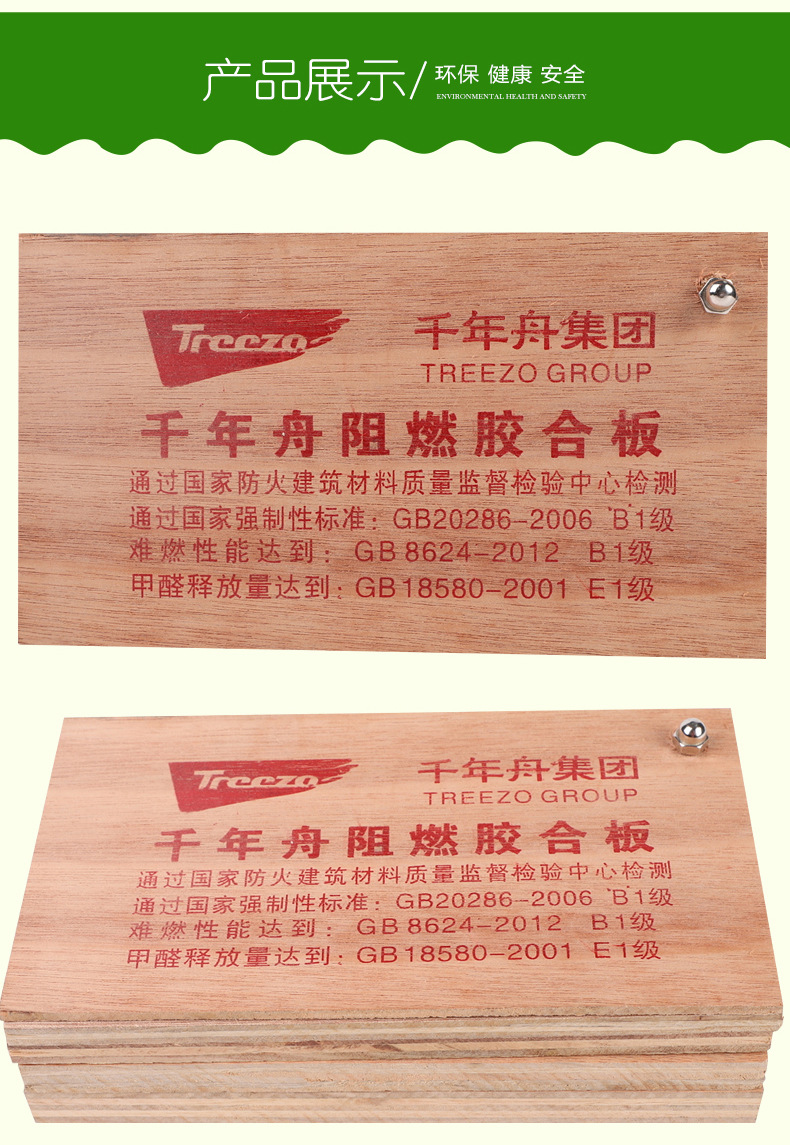 产品展示/环保 健康 安全
ENVIRONMENTAL HEALTH AND SAFETY
Treezo
千年舟集团
TREEZO GROUP
千年舟阻燃胶合板
通过国家防火建筑材料质量监督检验中心检测
通过国家强制性标准：GB20286-2006 B1级
难燃性能达到：GB8624-2012 B1级
甲醛释放量达到：GB18580-2001 E1级
Treezo
千年舟集团
TREEZO GROUP
千年舟阻燃胶合板
通过国家防火建筑材料质量监督检验中心检测
通过国家强制性标准：GB20286-2006 B1级
难燃性能达到：GB8624-2012 B1级
甲醛释放量达到：GB18580-2001 E1级